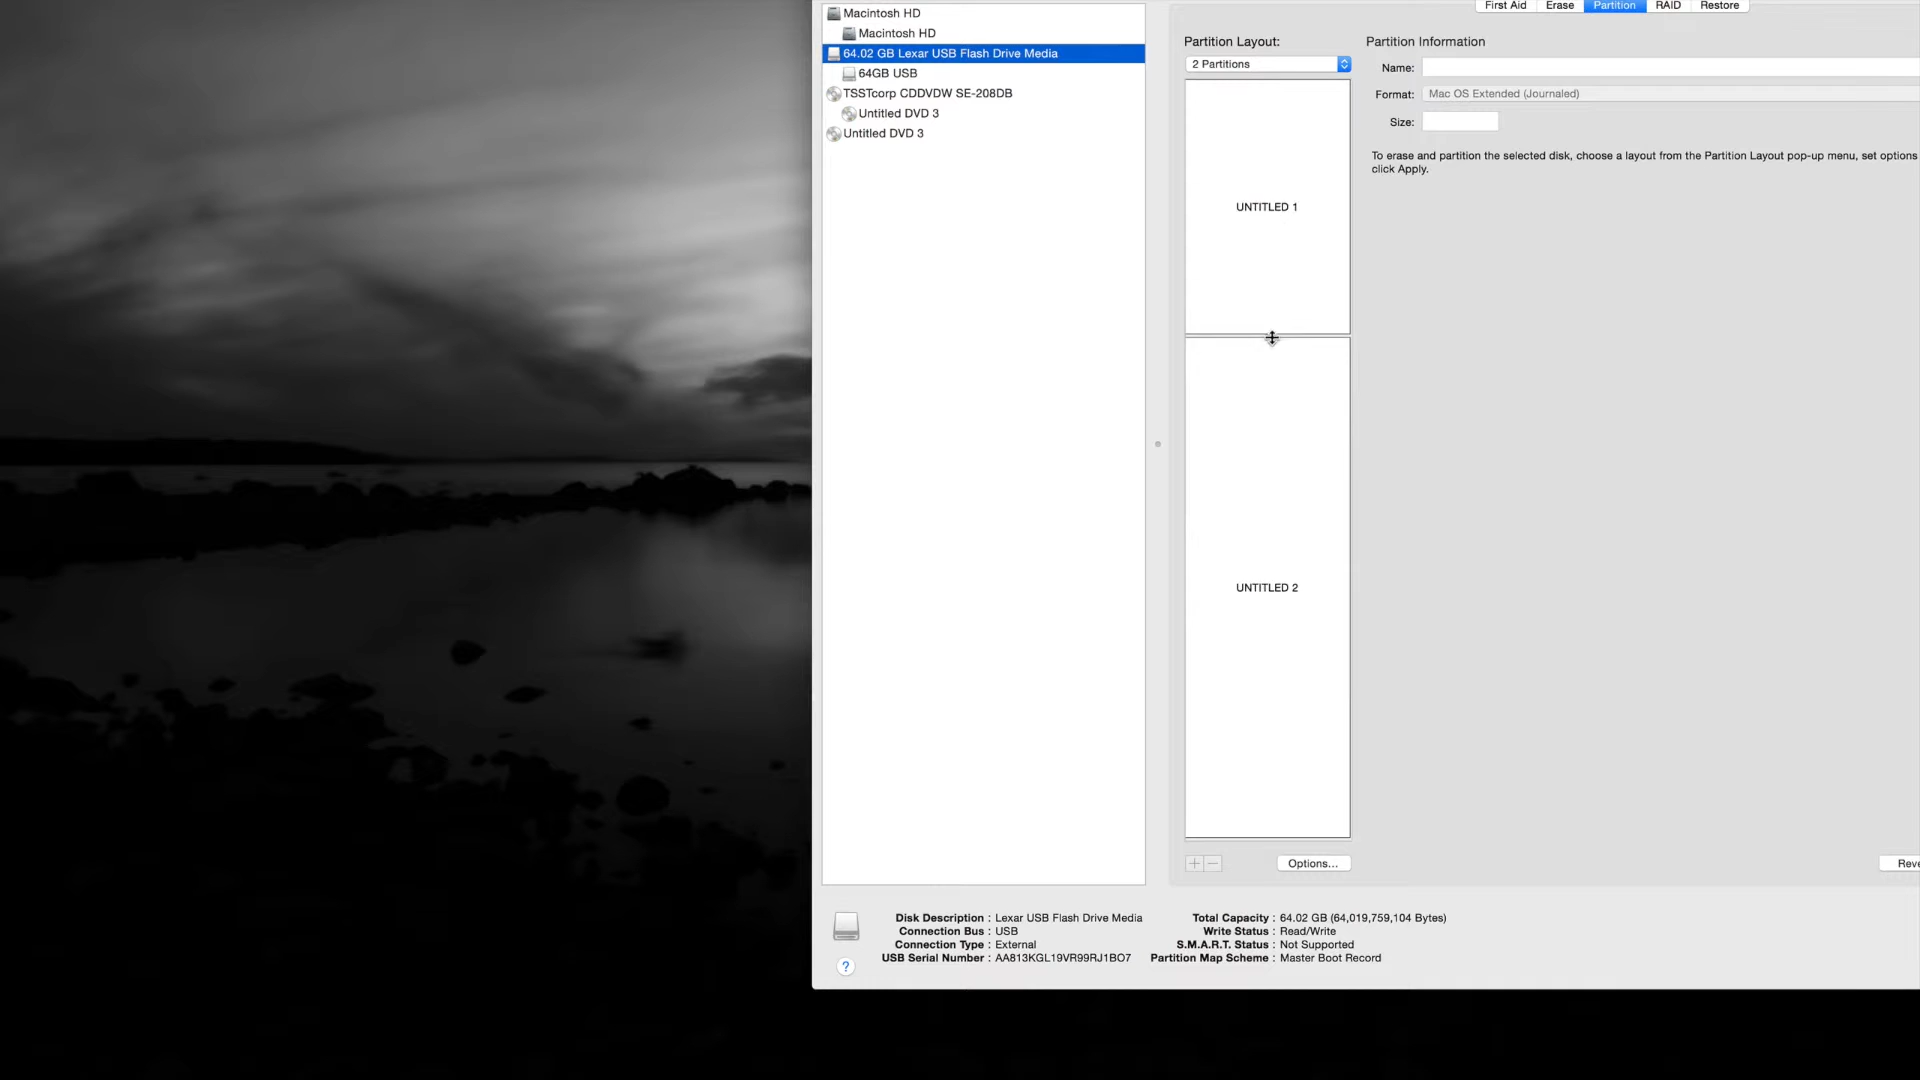 Macintosh HD
Macintosh HD
64.02 GB Lexar USB Flash Drive Media
64GB USB
TSSTcorp CDDVDW SE-208DB
Untitled DVD 3
Untitled DVD 3
First Aid
Erase
Partition
RAID
Restore
Partition Layout:
2 Partitions
UNTITLED 1
UNTITLED 2
+ −
Options...
Partition Information
Name:
Format: Mac OS Extended (Journaled)
Size:
To erase and partition the selected disk, choose a layout from the Partition Layout pop-up menu, set options
click Apply.
Reve
Disk Description : Lexar USB Flash Drive Media
Connection Bus : USB
Connection Type : External
USB Serial Number : AA813KGL19VR99RJ1BO7
Total Capacity : 64.02 GB (64,019,759,104 Bytes)
Write Status : Read/Write
S.M.A.R.T. Status : Not Supported
Partition Map Scheme : Master Boot Record
?